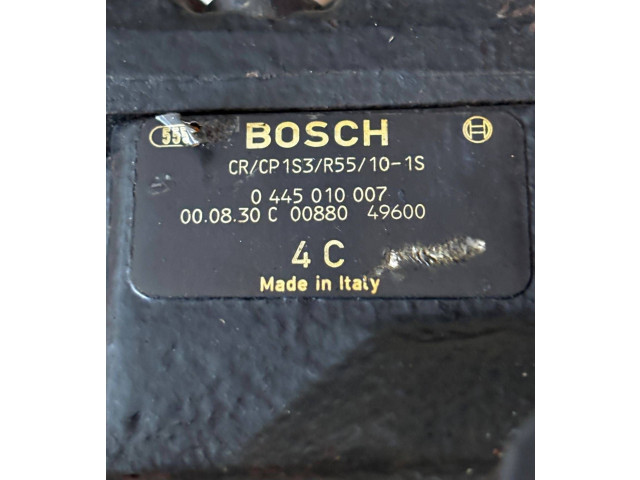 555 BOSCH
CR/CP1S3/R55/10-1S
0 445 010 007
00.08.30 C 00880 49600
4 C
Made in Italy